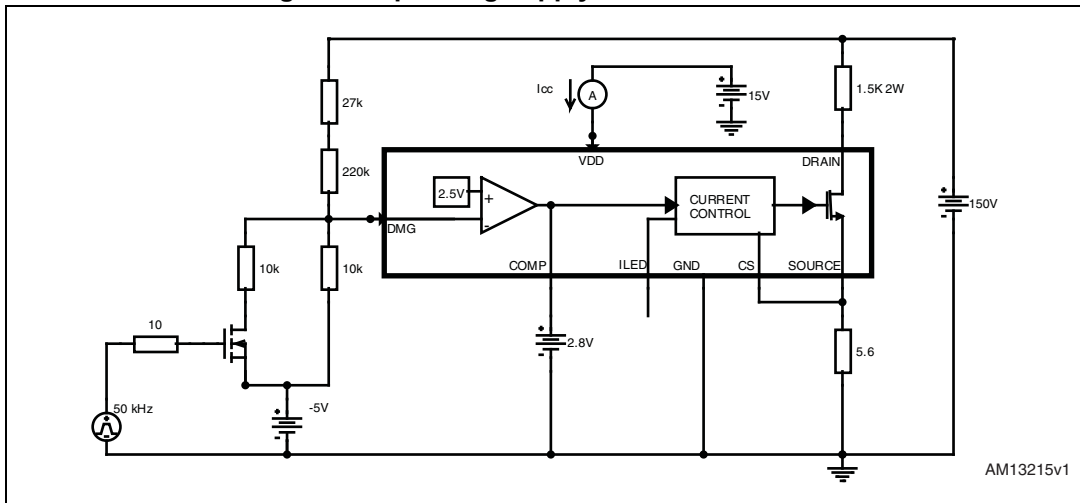 27k
220k
Icc
A
15V
1.5K 2W
VDD
DRAIN
2.5V
+
-
CURRENT
CONTROL
150V
DMG
COMP
ILED
GND
CS
SOURCE
10k
10k
10
2.8V
5.6
50 kHz
-5V
AM13215v1